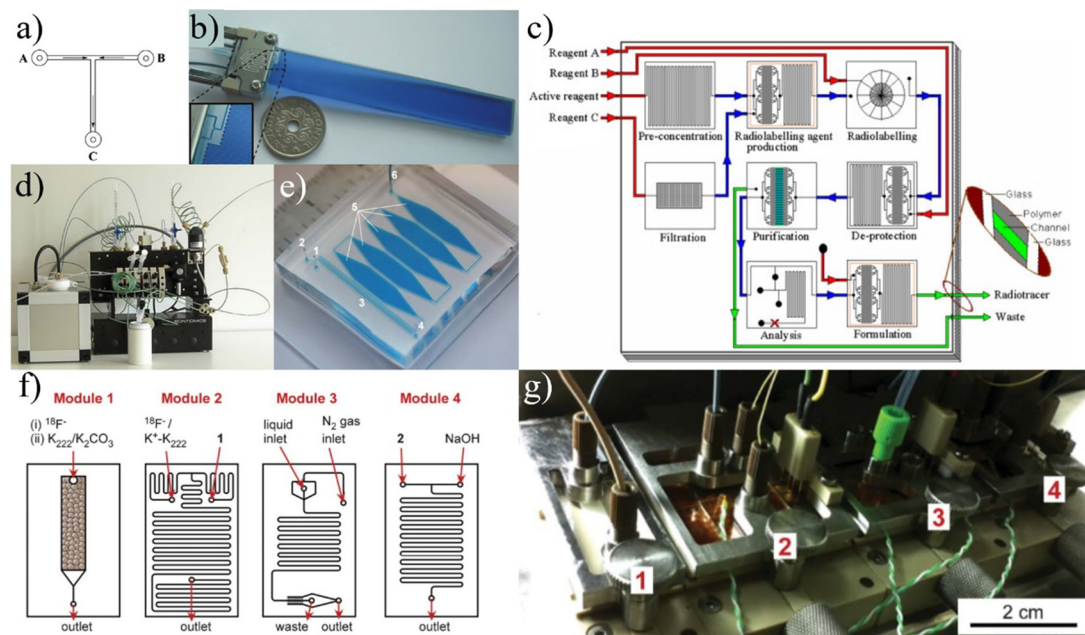 a)
A
B
C
b)
c)
Reagent A
Reagent B
Active reagent
Reagent C
Pre-concentration
Radiolabelling agent
production
Radiolabelling
Filtration
Purification
De-protection
Analysis
Formulation
Glass
Polymer
Channel
Glass
Radiotracer
Waste
d)
e)
6
5
2
1
3
4
f)
Module 1
(i) ¹⁸F⁻
(ii) K₂₂₂/K₂CO₃
outlet
Module 2
¹⁸F⁻ /
K⁺-K₂₂₂ 1
outlet
Module 3
liquid
inlet
N₂ gas
inlet
waste outlet
Module 4
2 NaOH
outlet
g)
1
2
3
4
2 cm